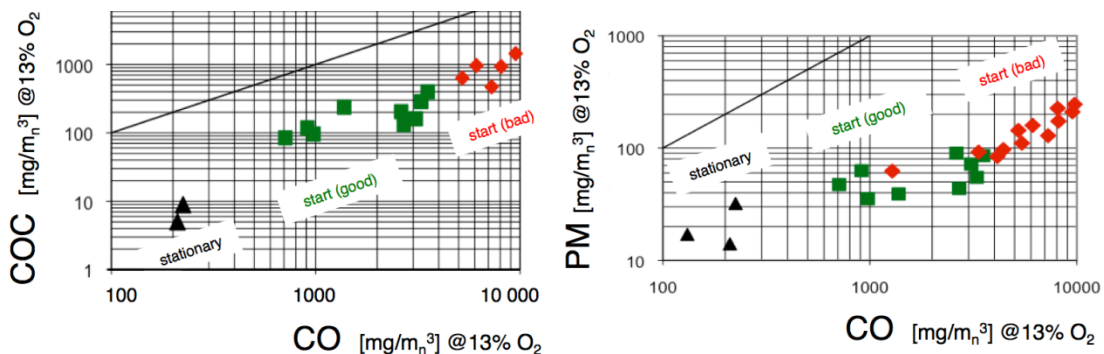 COC [mg/mn³] @13% O2
1000
100
10
1
start (bad)
start (good)
stationary
100
1000
10 000
CO [mg/mn³] @13% O2
PM [mg/mn³] @13% O2
1000
100
10
start (bad)
start (good)
stationary
100
1000
10000
CO [mg/mn³] @13% O2